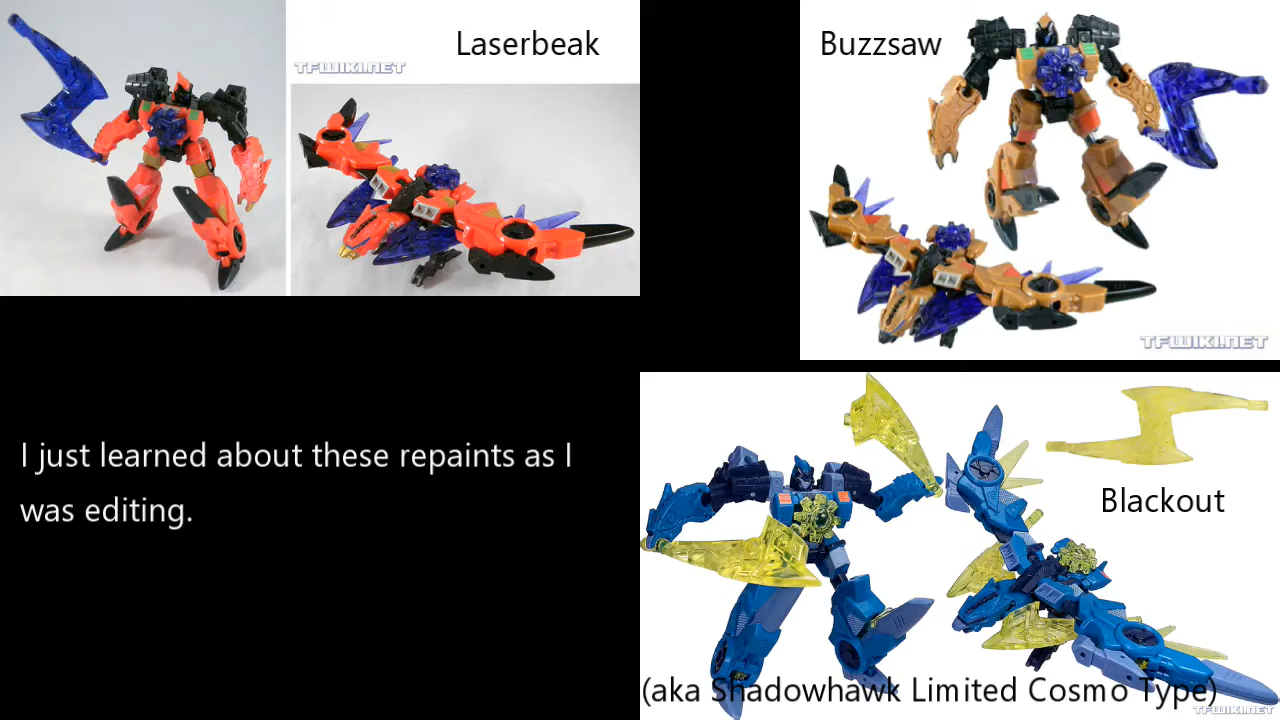 Laserbeak
TFWIKI.NET
Buzzsaw
TFWIKI.NET
I just learned about these repaints as I
was editing.
Blackout
(aka Shadowhawk Limited Cosmo Type)
TFWIKI.NET